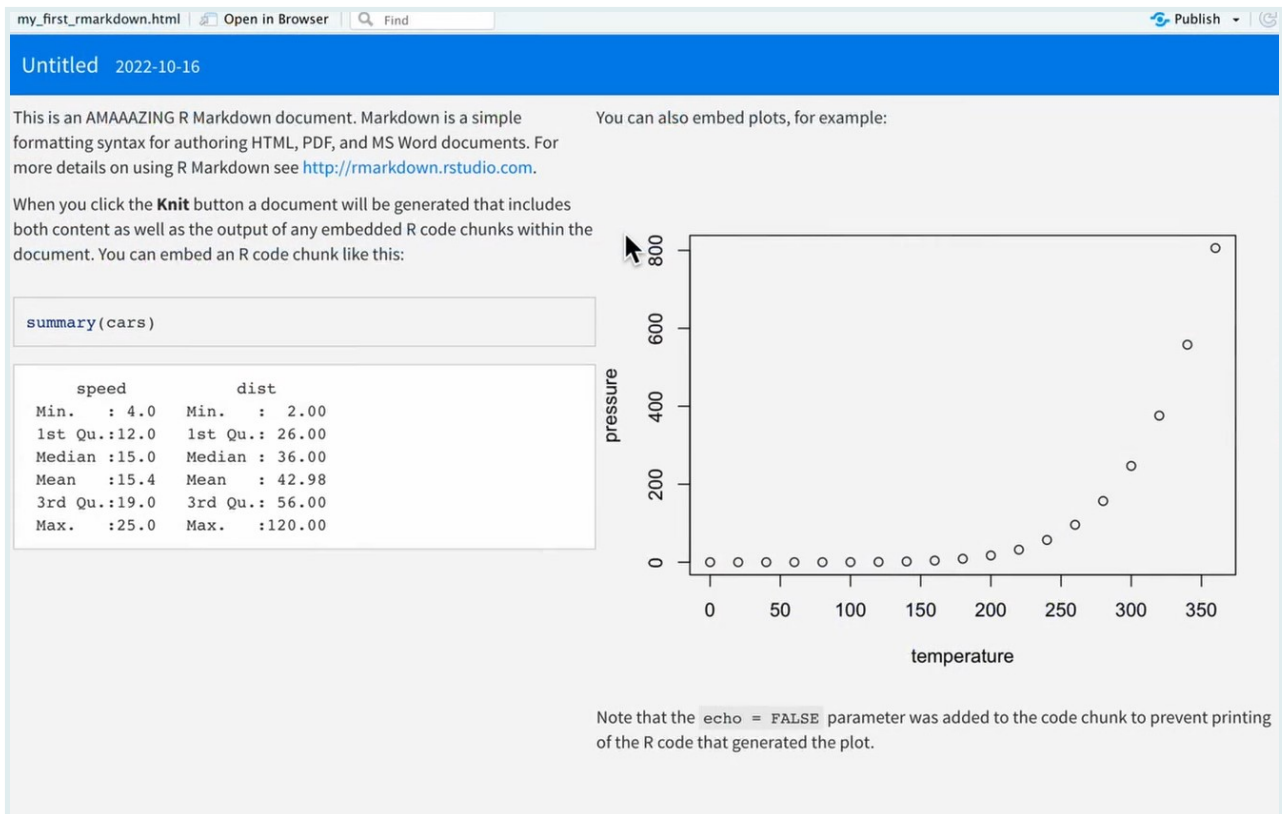 my_first_rmarkdown.html Open in Browser Find Publish
Untitled 2022-10-16
This is an AMAAAZING R Markdown document. Markdown is a simple
formatting syntax for authoring HTML, PDF, and MS Word documents. For
more details on using R Markdown see http://rmarkdown.rstudio.com.
When you click the Knit button a document will be generated that includes
both content as well as the output of any embedded R code chunks within the
document. You can embed an R code chunk like this:
summary(cars)
speed dist
Min. : 4.0 Min. : 2.00
1st Qu.:12.0 1st Qu.: 26.00
Median :15.0 Median : 36.00
Mean :15.4 Mean : 42.98
3rd Qu.:19.0 3rd Qu.: 56.00
Max. :25.0 Max. :120.00
You can also embed plots, for example:
800
600
400
200
0
pressure
0 50 100 150 200 250 300 350
temperature
Note that the echo = FALSE parameter was added to the code chunk to prevent printing
of the R code that generated the plot.